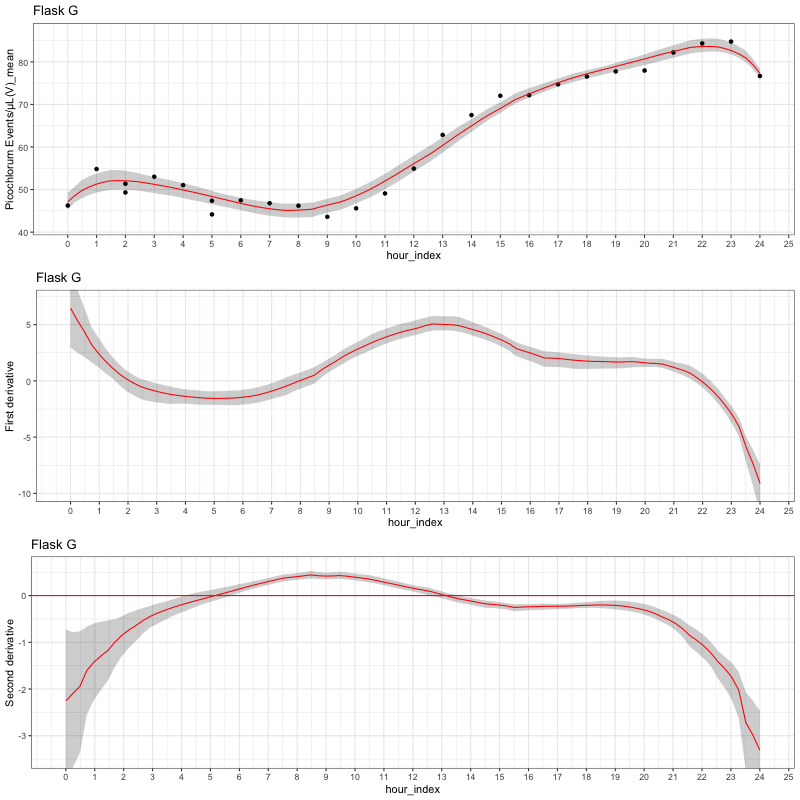 Flask G
Picochlorum Events/µL(V)_mean
80
70
60
50
40
0 1 2 3 4 5 6 7 8 9 10 11 12 13 14 15 16 17 18 19 20 21 22 23 24 25
hour_index
Flask G
First derivative
5
0
-5
-10
0 1 2 3 4 5 6 7 8 9 10 11 12 13 14 15 16 17 18 19 20 21 22 23 24 25
hour_index
Flask G
Second derivative
0
-1
-2
-3
0 1 2 3 4 5 6 7 8 9 10 11 12 13 14 15 16 17 18 19 20 21 22 23 24 25
hour_index